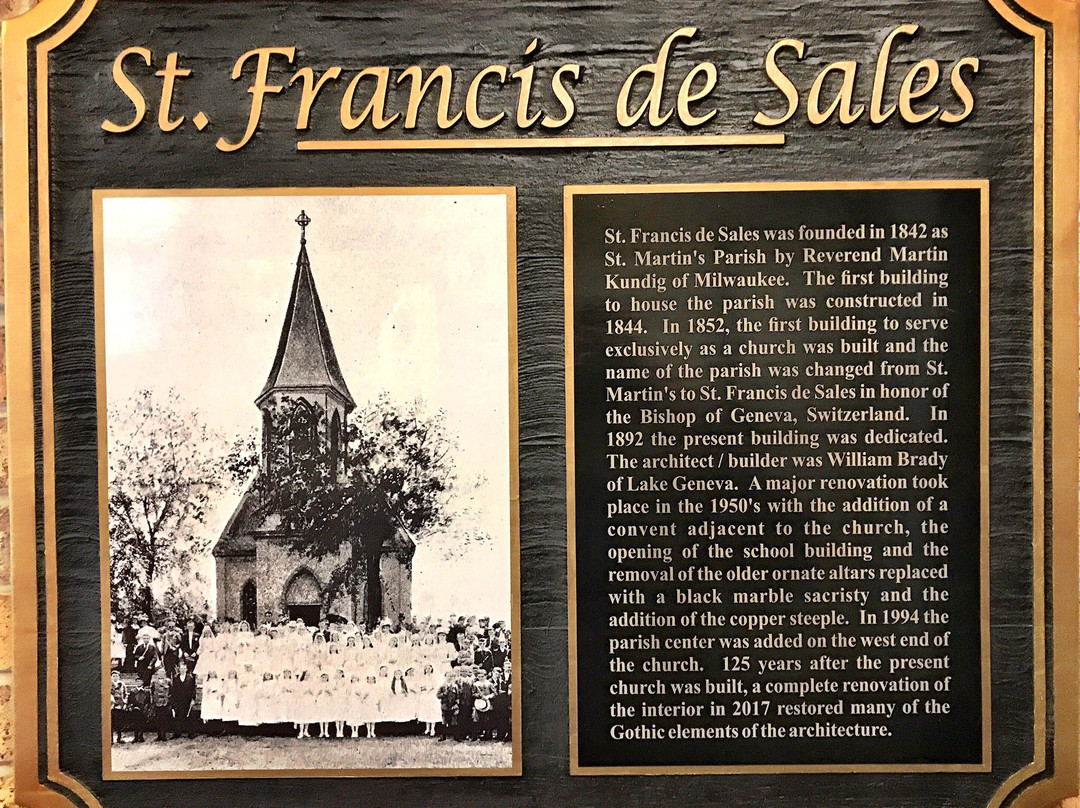 St. Francis de Sales
St. Francis de Sales was founded in 1842 as
St. Martin's Parish by Reverend Martin
Kundig of Milwaukee. The first building
to house the parish was constructed in
1844. In 1852, the first building to serve
exclusively as a church was built and the
name of the parish was changed from St.
Martin's to St. Francis de Sales in honor of
the Bishop of Geneva, Switzerland. In
1892 the present building was dedicated.
The architect / builder was William Brady
of Lake Geneva. A major renovation took
place in the 1950's with the addition of a
convent adjacent to the church, the
opening of the school building and the
removal of the older ornate altars replaced
with a black marble sacristy and the
addition of the copper steeple. In 1994 the
parish center was added on the west end of
the church. 125 years after the present
church was built, a complete renovation of
the interior in 2017 restored many of the
Gothic elements of the architecture.